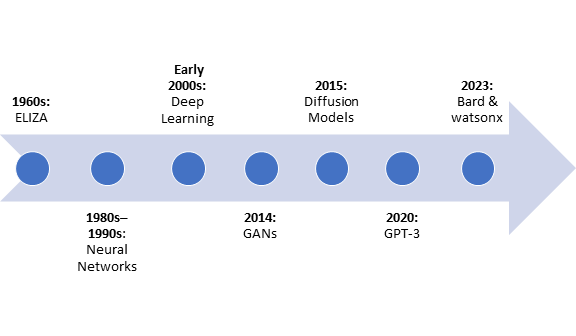 1960s:
ELIZA
1980s–
1990s:
Neural
Networks
Early
2000s:
Deep
Learning
2014:
GANs
2015:
Diffusion
Models
2020:
GPT-3
2023:
Bard &
watsonx